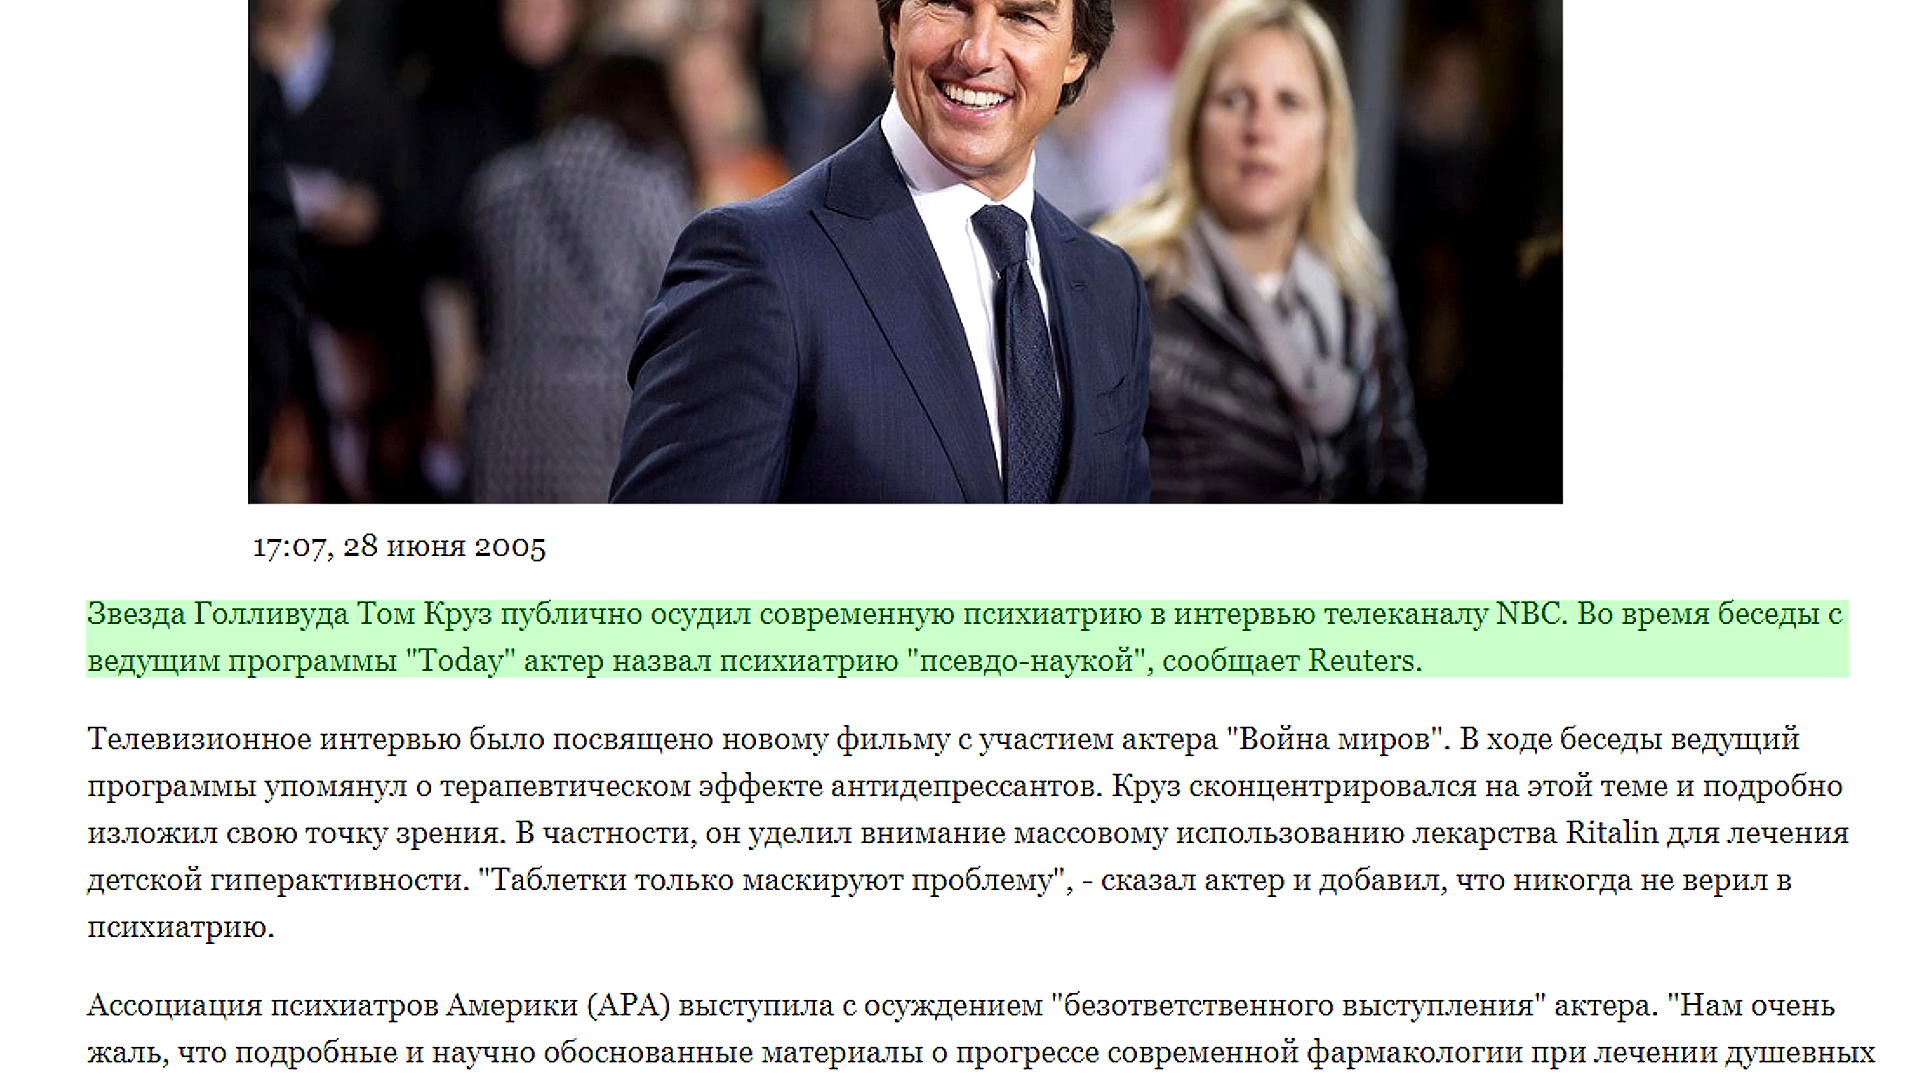 17:07, 28 июня 2005
Звезда Голливуда Том Круз публично осудил современную психиатрию в интервью телеканалу NBC. Во время беседы с
ведущим программы "Today" актер назвал психиатрию "псевдо-наукой", сообщает Reuters.
Телевизионное интервью было посвящено новому фильму с участием актера "Война миров". В ходе беседы ведущий
программы упомянул о терапевтическом эффекте антидепрессантов. Круз сконцентрировался на этой теме и подробно
изложил свою точку зрения. В частности, он уделил внимание массовому использованию лекарства Ritalin для лечения
детской гиперактивности. "Таблетки только маскируют проблему", - сказал актер и добавил, что никогда не верил в
психиатрию.
Ассоциация психиатров Америки (APA) выступила с осуждением "безответственного выступления" актера. "Нам очень
жаль, что подробные и научно обоснованные материалы о прогрессе современной фармакологии при лечении душевных